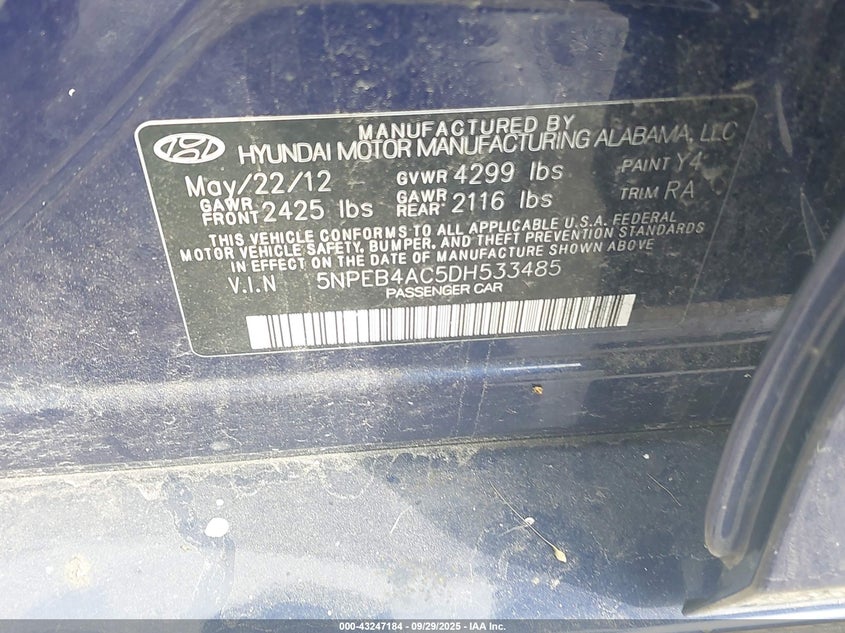 MANUFACTURED BY
HYUNDAI MOTOR MANUFACTURING ALABAMA, LLC
May/22/12 GVWR 4299 lbs PAINT Y4
GAWR FRONT 2425 lbs GAWR REAR 2116 lbs TRIM RA
THIS VEHICLE CONFORMS TO ALL APPLICABLE U.S.A. FEDERAL
MOTOR VEHICLE SAFETY, BUMPER, AND THEFT PREVENTION STANDARDS
IN EFFECT ON THE DATE OF MANUFACTURE SHOWN ABOVE
V.I.N 5NPEB4AC5DH533485
PASSENGER CAR
000-43247184 - 09/29/2025 - IAA Inc.